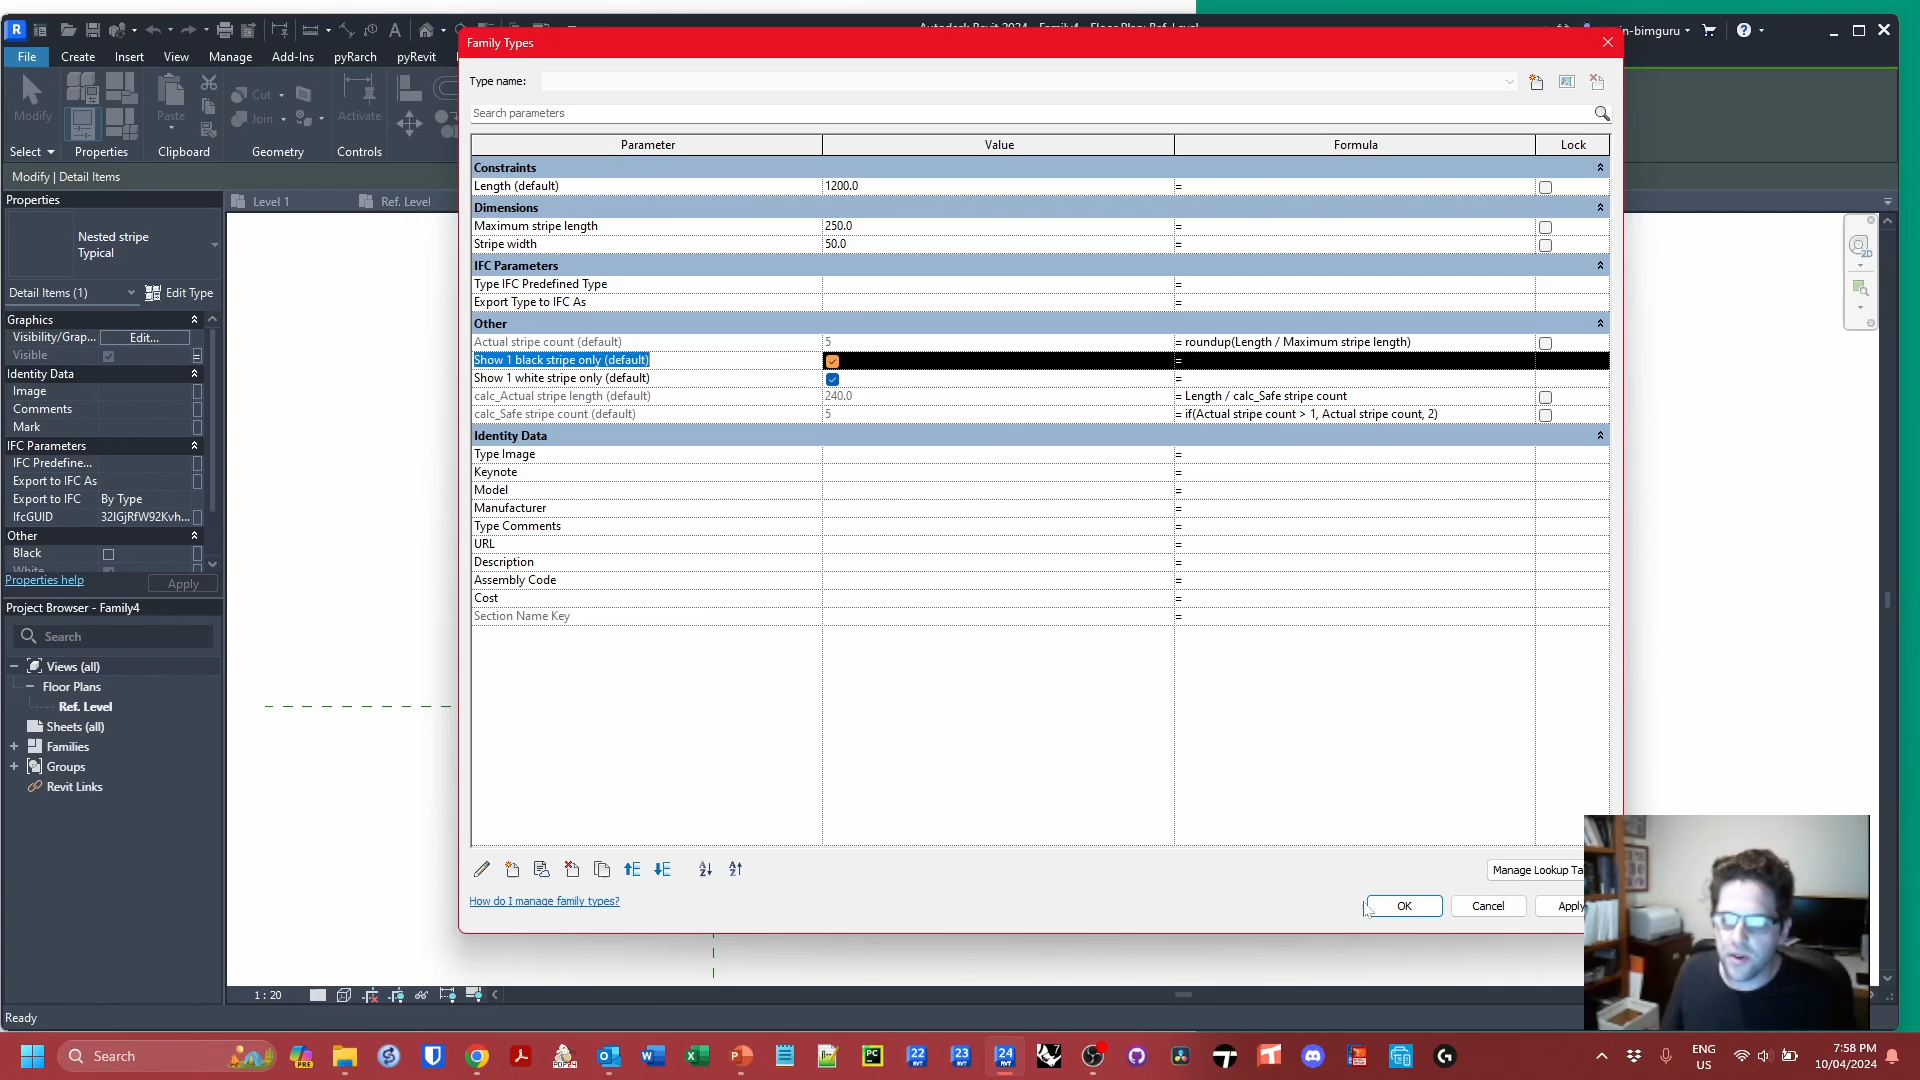 Autodesk Revit 2024 - Family4 - Floor Plan: Ref. Level
n-bimguru
File Create Insert View Manage Add-Ins pyRarch pyRevit
Modify
Cut
Join
Paste
Activate
Select Properties Clipboard Geometry Controls
Modify | Detail Items
Properties
Level 1 Ref. Level
Nested stripe
Typical
Detail Items (1) Edit Type
Graphics
Visibility/Grap... Edit...
Visible
Identity Data
Image
Comments
Mark
IFC Parameters
IFC Predefine...
Export to IFC As
Export to IFC By Type
IfcGUID 32IGjRfW92Kvh...
Other
Black
White
Properties help Apply
Project Browser - Family4
Search
Views (all)
Floor Plans
Ref. Level
Sheets (all)
Families
Groups
Revit Links
Family Types
Type name:
Search parameters
Parameter Value Formula Lock
Constraints
Length (default) 1200.0 =
Dimensions
Maximum stripe length 250.0 =
Stripe width 50.0 =
IFC Parameters
Type IFC Predefined Type =
Export Type to IFC As =
Other
Actual stripe count (default) 5 = roundup(Length / Maximum stripe length)
Show 1 black stripe only (default) =
Show 1 white stripe only (default) =
calc_Actual stripe length (default) 240.0 = Length / calc_Safe stripe count
calc_Safe stripe count (default) 5 = if(Actual stripe count > 1, Actual stripe count, 2)
Identity Data
Type Image =
Keynote =
Model =
Manufacturer =
Type Comments =
URL =
Description =
Assembly Code =
Cost =
Section Name Key =
Manage Lookup Ta
How do I manage family types?
OK Cancel Apply
1 : 20
Ready
Search
ENG
US
7:58 PM
10/04/2024